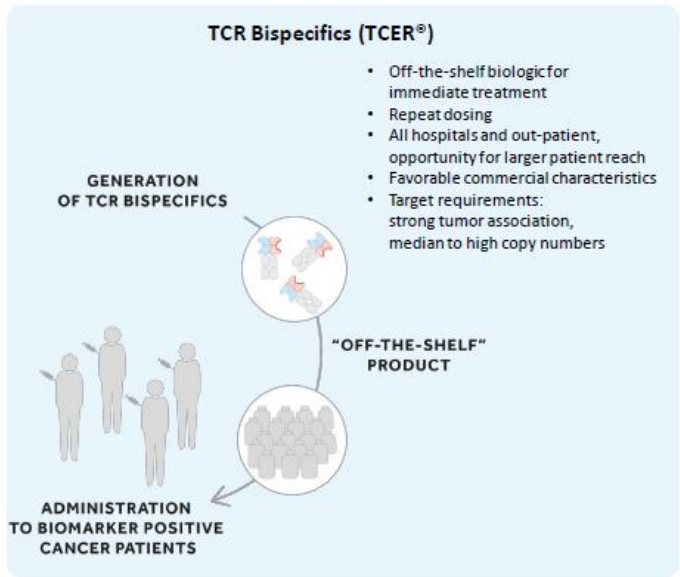 TCR Bispecifics (TCER®)
• Off-the-shelf biologic for
immediate treatment
• Repeat dosing
• All hospitals and out-patient,
opportunity for larger patient reach
• Favorable commercial characteristics
• Target requirements:
strong tumor association,
median to high copy numbers
GENERATION
OF TCR BISPECIFICS
"OFF-THE-SHELF"
PRODUCT
ADMINISTRATION
TO BIOMARKER POSITIVE
CANCER PATIENTS